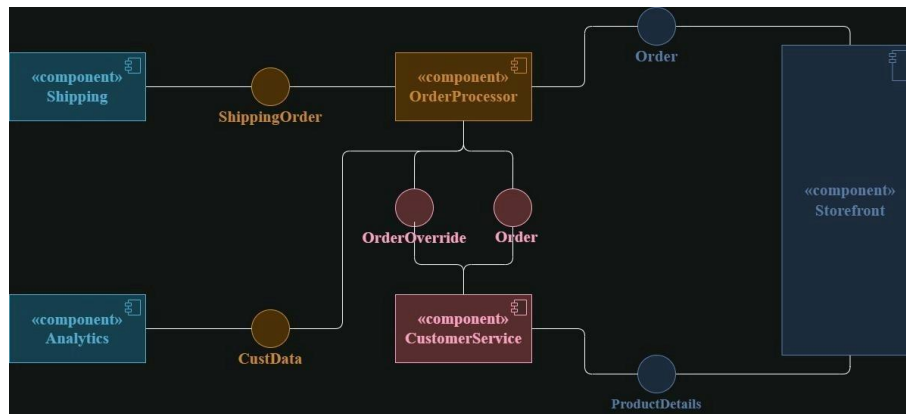 Order
«component»
Shipping
ShippingOrder
«component»
OrderProcessor
«component»
Storefront
OrderOverride
Order
«component»
Analytics
CustData
«component»
CustomerService
ProductDetails